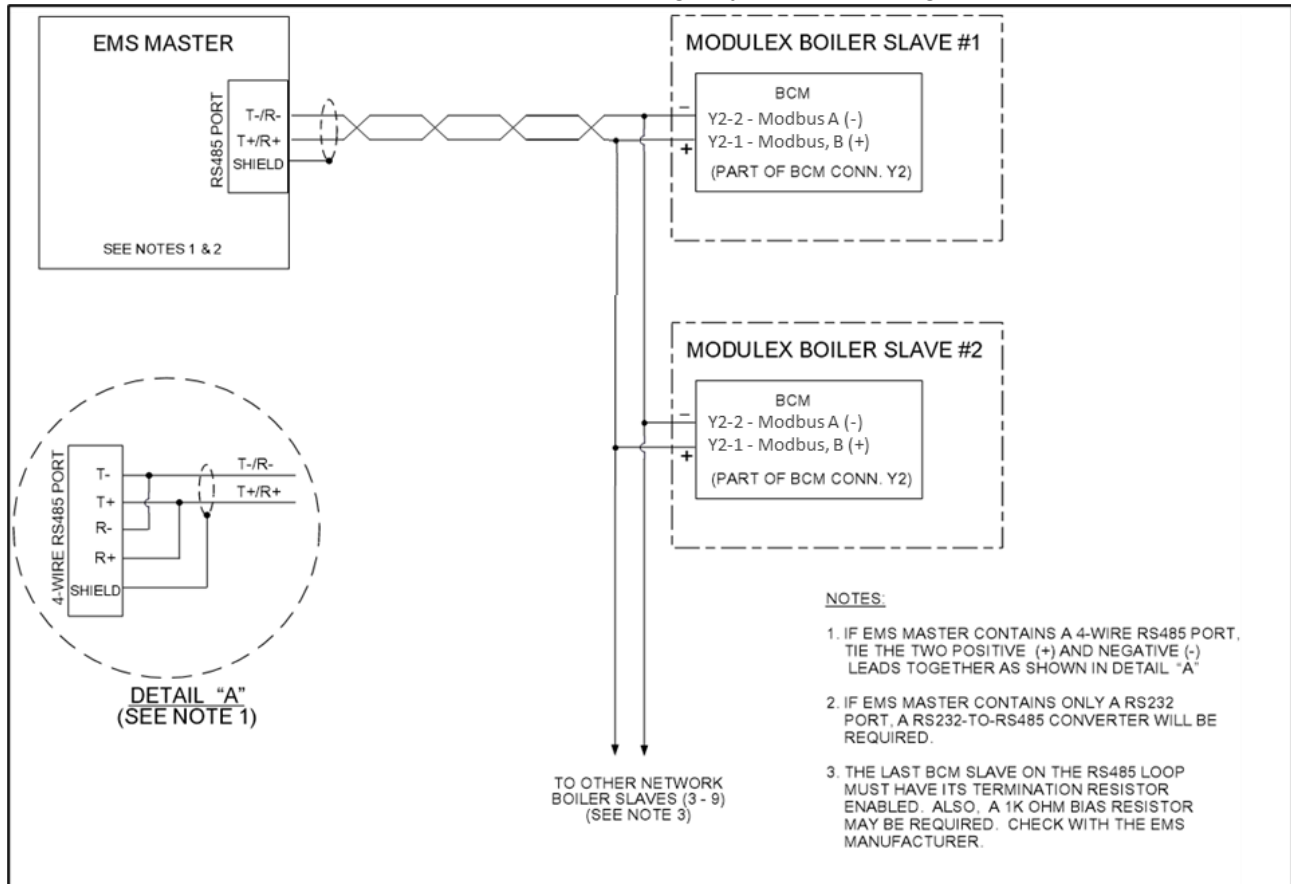 EMS MASTER
RS485 PORT
T-/R-
T+/R+
SHIELD
SEE NOTES 1 & 2
MODULEX BOILER SLAVE #1
BCM
–
Y2-2 - Modbus A (-)
Y2-1 - Modbus, B (+)
+
(PART OF BCM CONN. Y2)
MODULEX BOILER SLAVE #2
BCM
–
Y2-2 - Modbus A (-)
Y2-1 - Modbus, B (+)
+
(PART OF BCM CONN. Y2)
4-WIRE RS485 PORT
T-
T+
R-
R+
SHIELD
T-/R-
T+/R+
DETAIL "A"
(SEE NOTE 1)
TO OTHER NETWORK
BOILER SLAVES (3 - 9)
(SEE NOTE 3)
NOTES:
1. IF EMS MASTER CONTAINS A 4-WIRE RS485 PORT,
TIE THE TWO POSITIVE (+) AND NEGATIVE (-)
LEADS TOGETHER AS SHOWN IN DETAIL "A"
2. IF EMS MASTER CONTAINS ONLY A RS232
PORT, A RS232-TO-RS485 CONVERTER WILL BE
REQUIRED.
3. THE LAST BCM SLAVE ON THE RS485 LOOP
MUST HAVE ITS TERMINATION RESISTOR
ENABLED. ALSO, A 1K OHM BIAS RESISTOR
MAY BE REQUIRED. CHECK WITH THE EMS
MANUFACTURER.